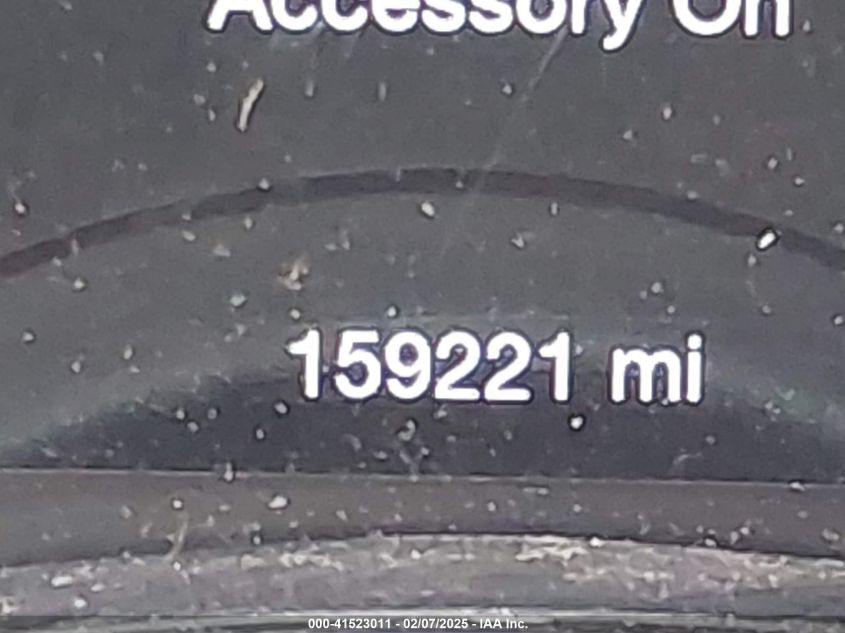 Accessory On
159221 mi
000-41523011 - 02/07/2025 - IAA Inc.